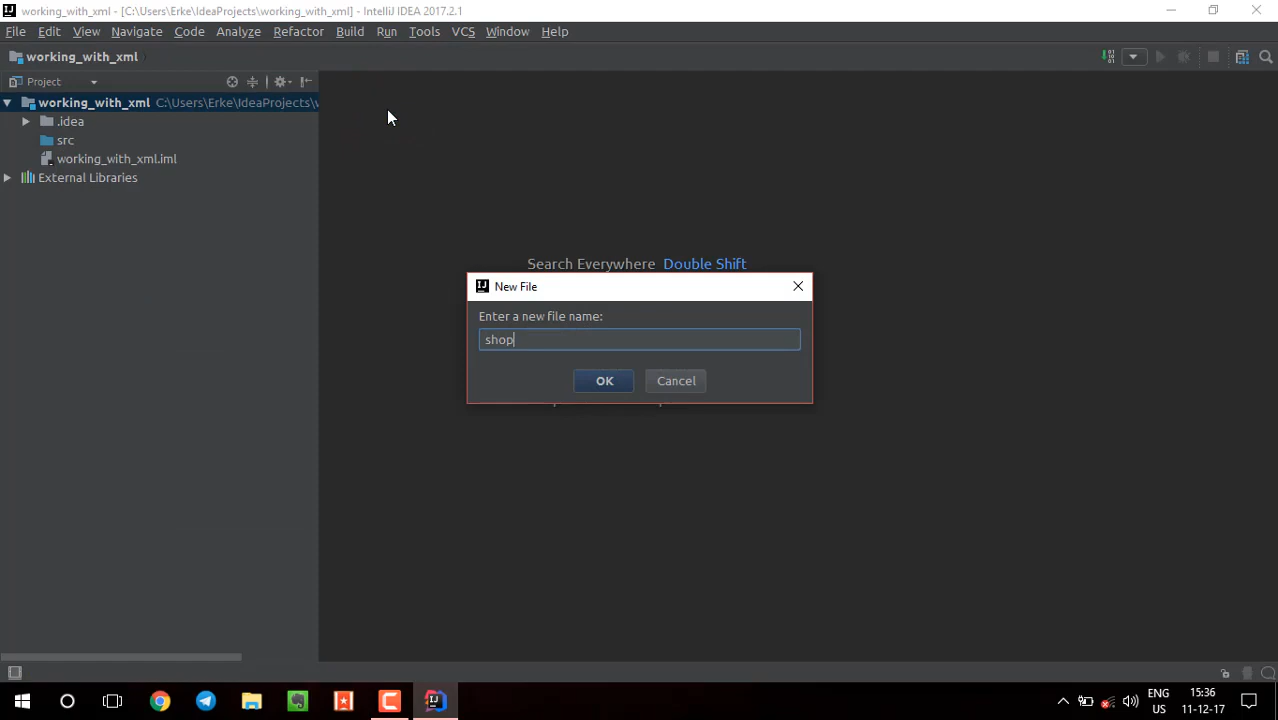 working_with_xml - [C:\Users\Erke\IdeaProjects\working_with_xml] - IntelliJ IDEA 2017.2.1
File Edit View Navigate Code Analyze Refactor Build Run Tools VCS Window Help
working_with_xml
Project
working_with_xml C:\Users\Erke\IdeaProjects\
.idea
src
working_with_xml.iml
External Libraries
Search Everywhere Double Shift
New File
Enter a new file name:
shop
OK Cancel
ENG 15:36
US 11-12-17